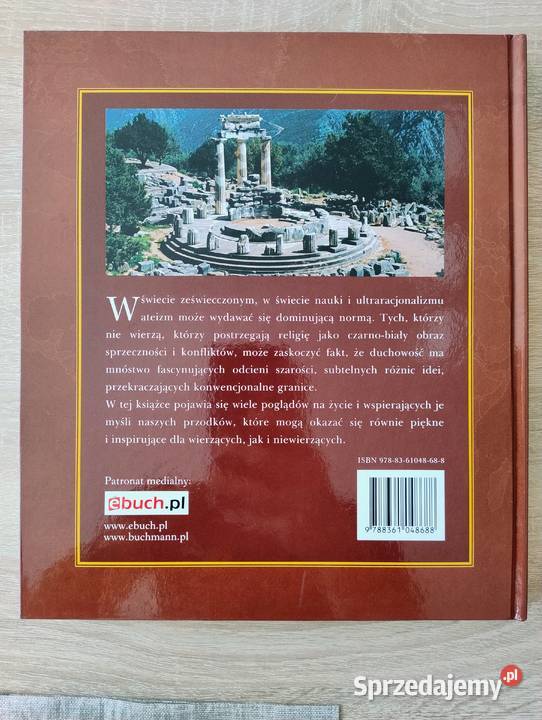 W świecie zeświecczonym, w świecie nauki i ultraracjonalizmu
ateizm może wydawać się dominującą normą. Tych, którzy
nie wierzą, którzy postrzegają religię jako czarno-biały obraz
sprzeczności i konfliktów, może zaskoczyć fakt, że duchowość ma
mnóstwo fascynujących odcieni szarości, subtelnych różnic idei,
przekraczających konwencjonalne granice.
W tej książce pojawia się wiele poglądów na życie i wspierających je
myśli naszych przodków, które mogą okazać się równie piękne
i inspirujące dla wierzących, jak i niewierzących.
ISBN 978-83-61048-68-8
Patronat medialny:
ebuch.pl
www.ebuch.pl
www.buchmann.pl
9 788361 048688
Sprzedajemy.pl